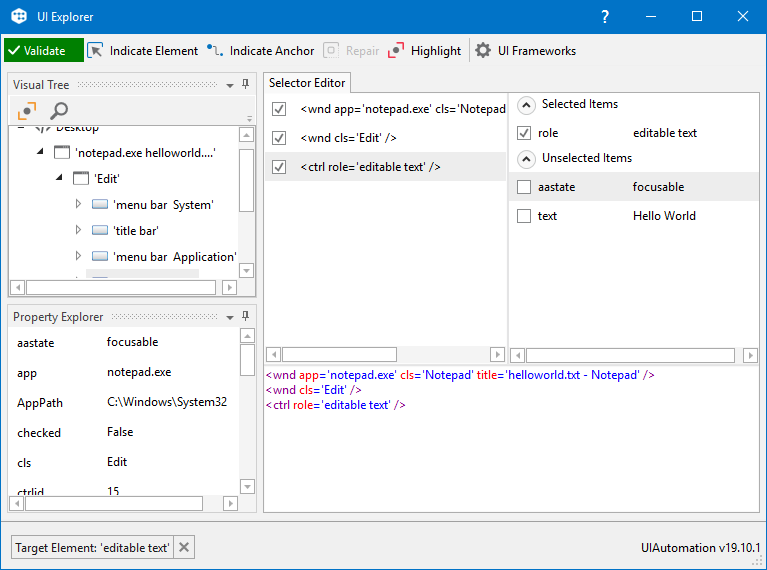 UI Explorer
?
Validate Indicate Element Indicate Anchor Repair Highlight UI Frameworks
Visual Tree
Desktop
'notepad.exe helloworld....'
'Edit'
'menu bar System'
'title bar'
'menu bar Application'
Property Explorer
aastate focusable
app notepad.exe
AppPath C:\Windows\System32
checked False
cls Edit
ctrlid 15
Selector Editor
<wnd app='notepad.exe' cls='Notepad
<wnd cls='Edit' />
<ctrl role='editable text' />
Selected Items
role editable text
Unselected Items
aastate focusable
text Hello World
<wnd app='notepad.exe' cls='Notepad' title='helloworld.txt - Notepad' />
<wnd cls='Edit' />
<ctrl role='editable text' />
Target Element: 'editable text'
UIAutomation v19.10.1